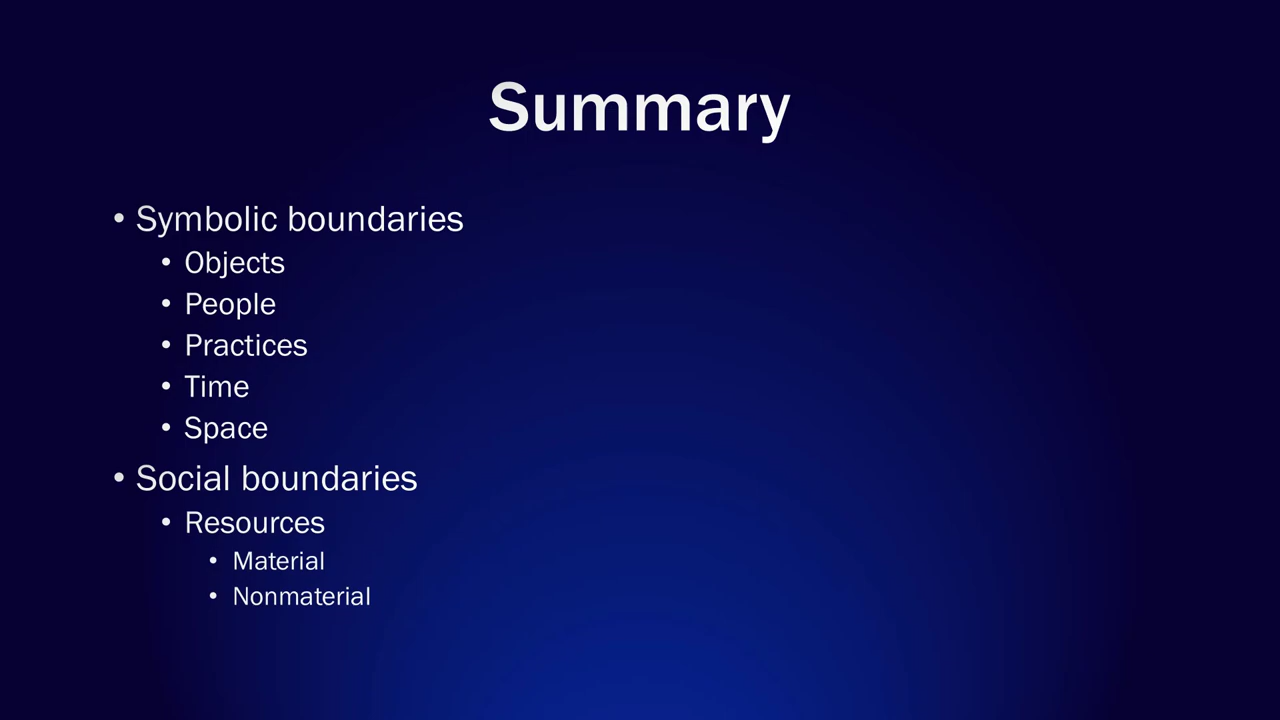 Summary
• Symbolic boundaries
• Objects
• People
• Practices
• Time
• Space
• Social boundaries
• Resources
• Material
• Nonmaterial